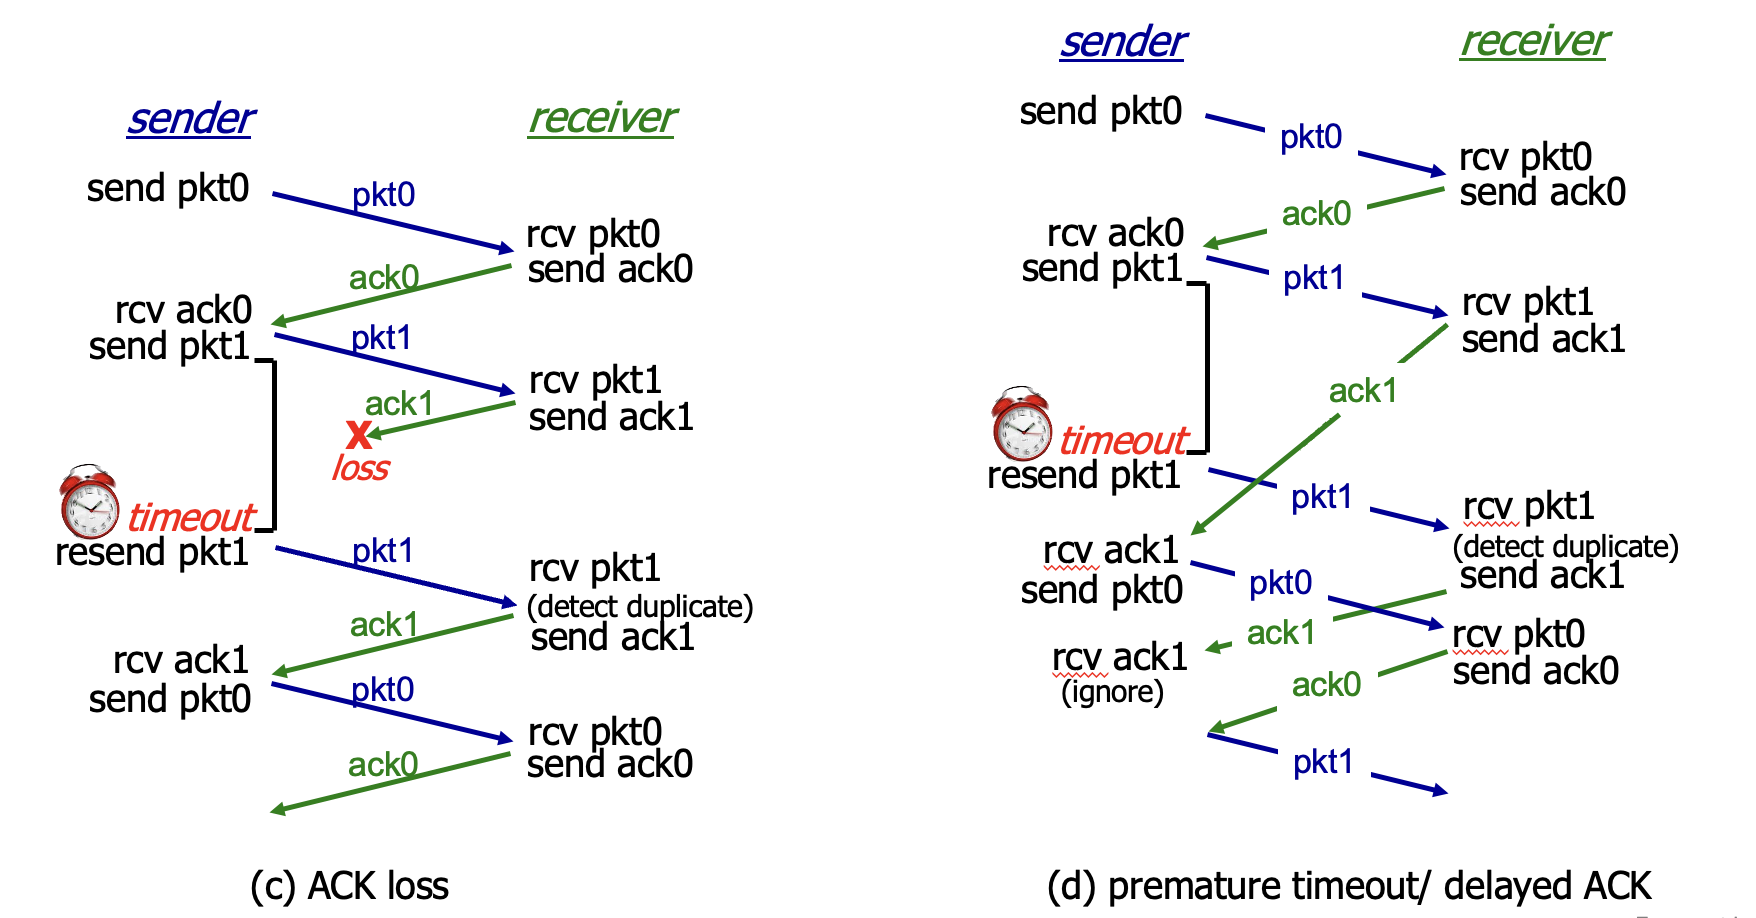 sender
receiver
send pkt0
pkt0
rcv pkt0
send ack0
ack0
rcv ack0
send pkt1
pkt1
rcv pkt1
send ack1
ack1
X
loss
timeout
resend pkt1
pkt1
rcv pkt1
(detect duplicate)
send ack1
ack1
rcv ack1
send pkt0
pkt0
rcv pkt0
send ack0
ack0
(c) ACK loss
sender
receiver
send pkt0
pkt0
rcv pkt0
send ack0
ack0
rcv ack0
send pkt1
pkt1
rcv pkt1
send ack1
ack1
timeout
resend pkt1
pkt1
rcv pkt1
(detect duplicate)
send ack1
rcv ack1
send pkt0
pkt0
ack1
rcv pkt0
send ack0
rcv ack1
(ignore)
ack0
pkt1
(d) premature timeout/ delayed ACK